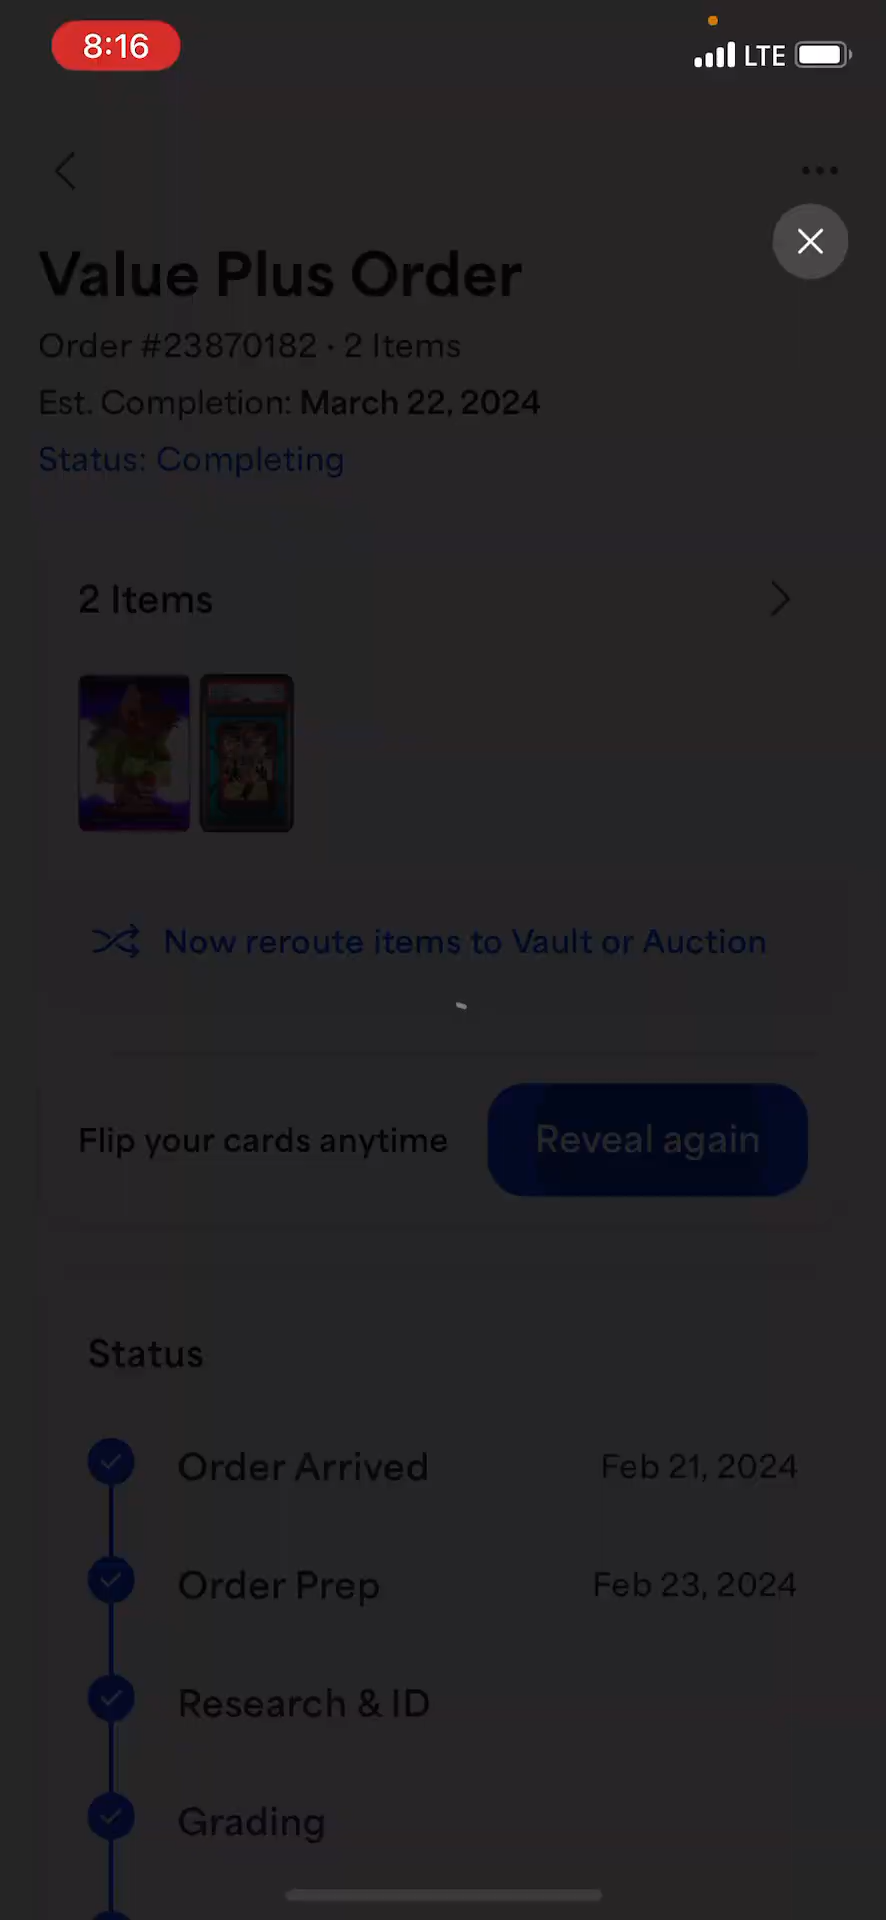 8:16
LTE
Value Plus Order
Order #23870182 · 2 Items
Est. Completion: March 22, 2024
Status: Completing
2 Items
Now reroute items to Vault or Auction
Flip your cards anytime
Reveal again
Status
Order Arrived
Feb 21, 2024
Order Prep
Feb 23, 2024
Research & ID
Grading